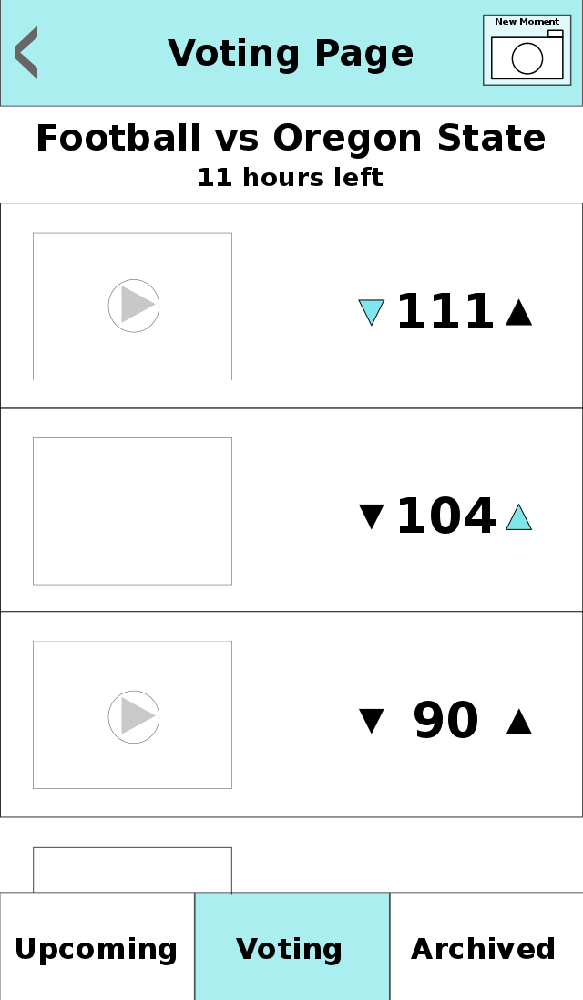 New Moment
Voting Page
Football vs Oregon State
11 hours left
111
104
90
Upcoming
Voting
Archived